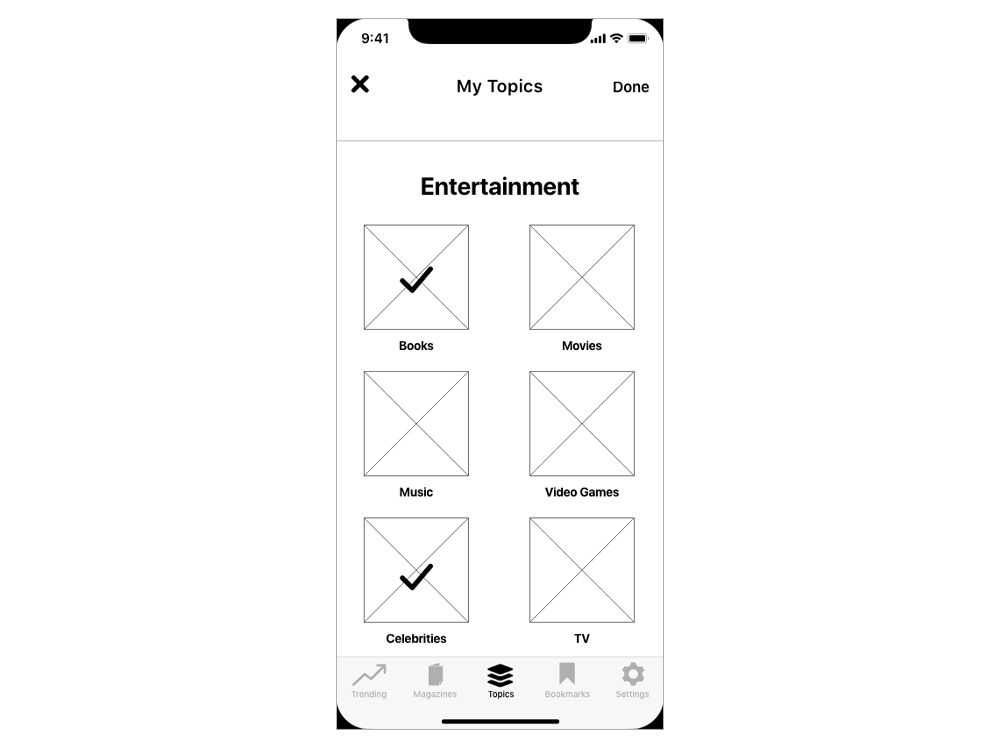 9:41
My Topics
Done
Entertainment
Books
Movies
Music
Video Games
Celebrities
TV
Trending
Magazines
Topics
Bookmarks
Settings